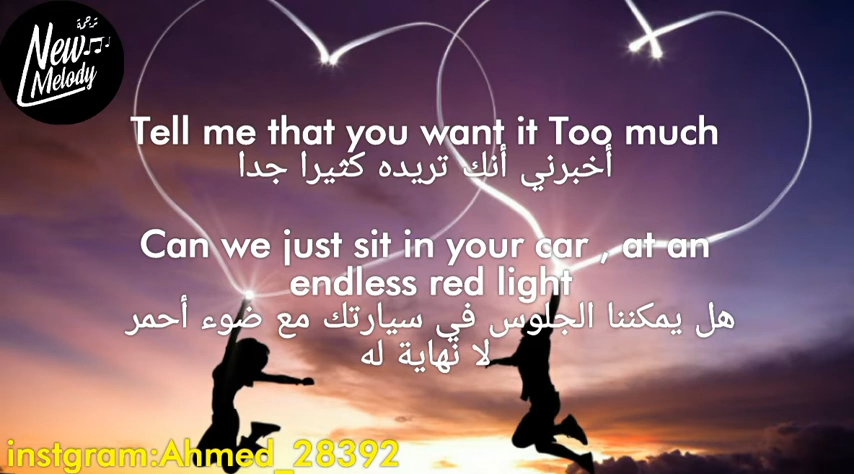 ترجمة
New
Melody
Tell me that you want it Too much
أخبرني أنك تريده كثيرا جدا
Can we just sit in your car , at an
endless red light
هل يمكننا الجلوس في سيارتك مع ضوء أحمر
لا نهاية له
instgram:Ahmed_28392